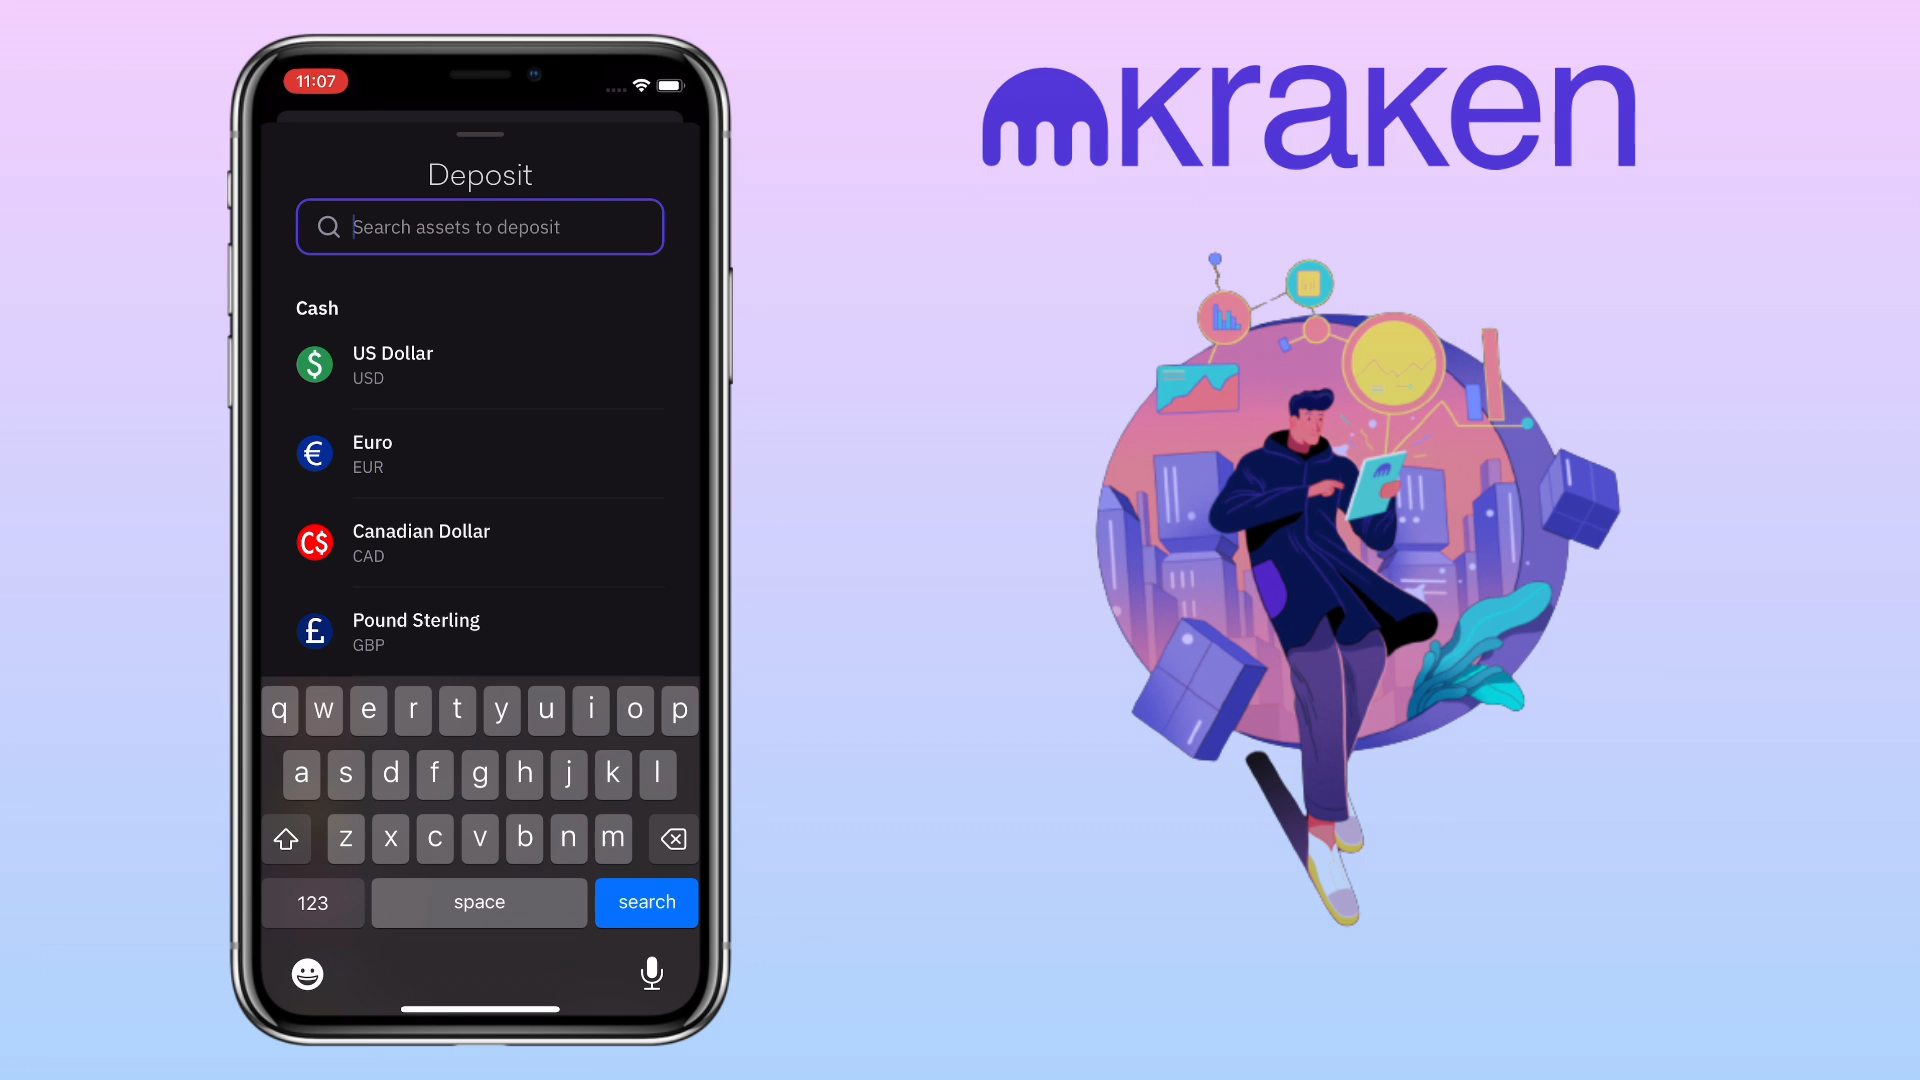 11:07
Deposit
Search assets to deposit
Cash
$
US Dollar
USD
€
Euro
EUR
C$
Canadian Dollar
CAD
£
Pound Sterling
GBP
q w e r t y u i o p
a s d f g h j k l
z x c v b n m
123 space search
kraken